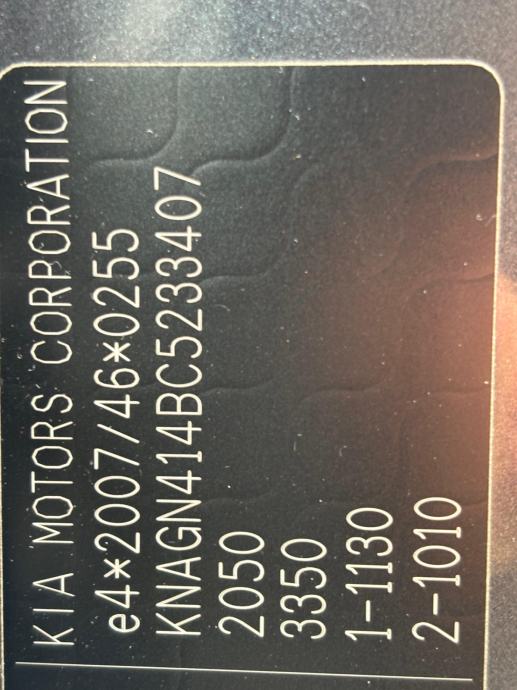 KIA MOTORS CORPORATION
e4*2007/46*0255
KNAGN414BC5233407
2050
3350
1-1130
2-1010